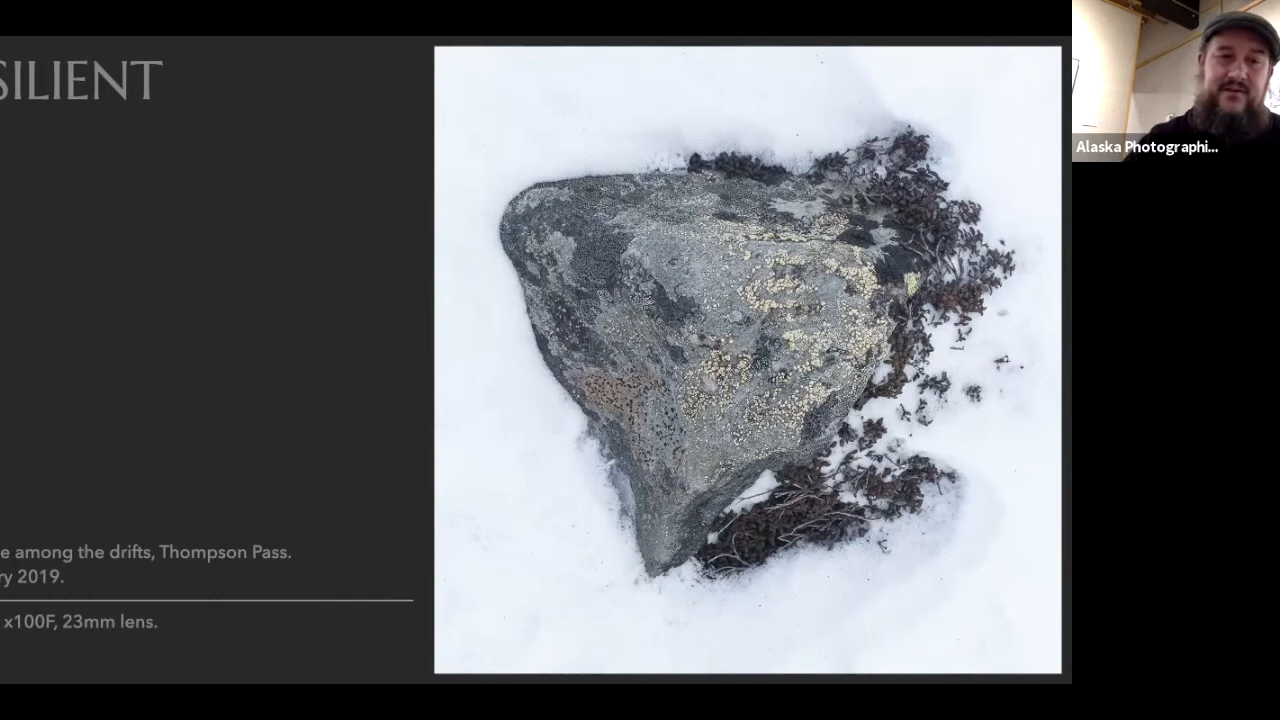 SILIENT
e among the drifts, Thompson Pass.
ry 2019.
x100F, 23mm lens.
Alaska Photographi...